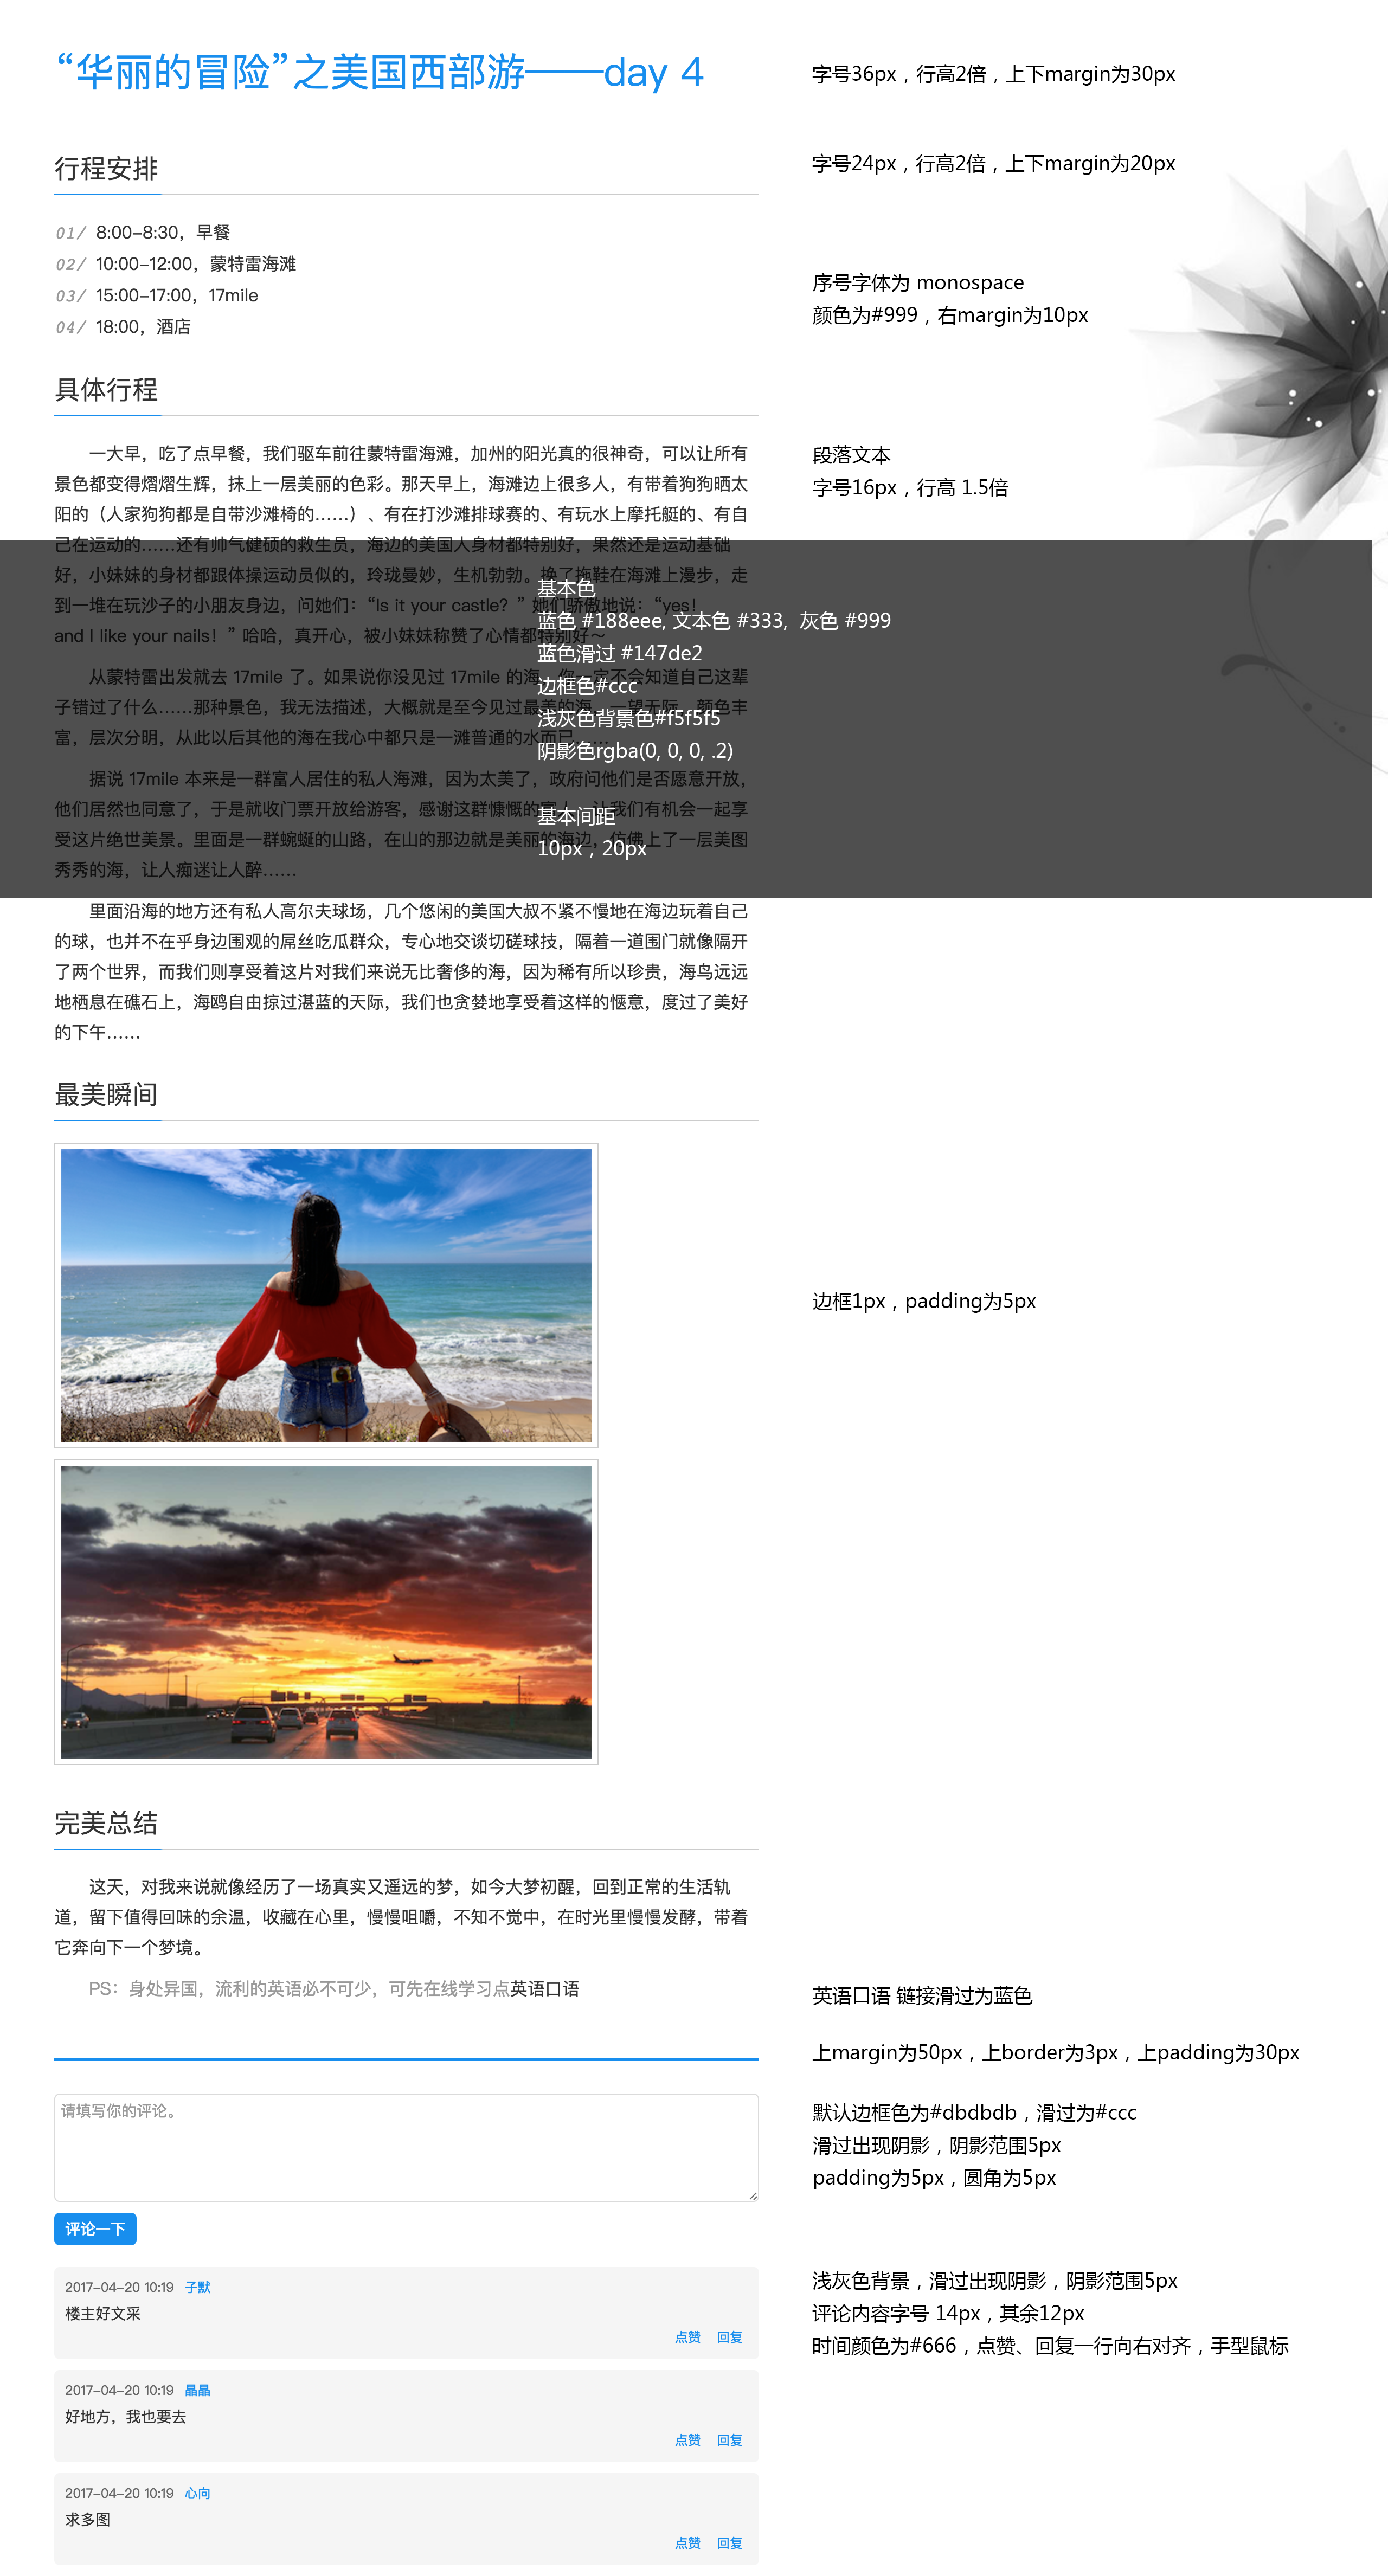 “华丽的冒险”之美国西部游——day 4
字号36px，行高2倍，上下margin为30px
行程安排
字号24px，行高2倍，上下margin为20px
01/ 8:00-8:30，早餐
02/ 10:00-12:00，蒙特雷海滩
03/ 15:00-17:00，17mile
04/ 18:00，酒店
序号字体为 monospace
颜色为#999，右margin为10px
具体行程
一大早，吃了点早餐，我们驱车前往蒙特雷海滩，加州的阳光真的很神奇，可以让所有
景色都变得熠熠生辉，抹上一层美丽的色彩。那天早上，海滩边上很多人，有带着狗狗晒太
阳的（人家狗狗都是自带沙滩椅的……）、有在打沙滩排球赛的、有玩水上摩托艇的、有自
己在运动的……还有帅气健硕的救生员，海边的美国人身材都特别好，果然还是运动基础
好，小妹妹的身材都跟体操运动员似的，玲珑曼妙，生机勃勃。换了拖鞋在海滩上漫步，走
到一堆在玩沙子的小朋友身边，问她们：“Is it your castle？”她们骄傲地说：“yes！
and I like your nails！”哈哈，真开心，被小妹妹称赞了心情都特别好～
从蒙特雷出发就去 17mile 了。如果说你没见过 17mile 的海，你一定不会知道自己这辈
子错过了什么……那种景色，我无法描述，大概就是至今见过最美的海，一望无际，颜色丰
富，层次分明，从此以后其他的海在我心中都只是一滩普通的水而已……
据说 17mile 本来是一群富人居住的私人海滩，因为太美了，政府问他们是否愿意开放，
他们居然也同意了，于是就收门票开放给游客，感谢这群慷慨的富人，让我们有机会一起享
受这片绝世美景。里面是一群蜿蜒的山路，在山的那边就是美丽的海边，仿佛上了一层美图
秀秀的海，让人痴迷让人醉……
里面沿海的地方还有私人高尔夫球场，几个悠闲的美国大叔不紧不慢地在海边玩着自己
的球，也并不在乎身边围观的屌丝吃瓜群众，专心地交谈切磋球技，隔着一道围门就像隔开
了两个世界，而我们则享受着这片对我们来说无比奢侈的海，因为稀有所以珍贵，海鸟远远
地栖息在礁石上，海鸥自由掠过湛蓝的天际，我们也贪婪地享受着这样的惬意，度过了美好
的下午……
段落文本
字号16px，行高 1.5倍
基本色
蓝色 #188eee, 文本色 #333, 灰色 #999
蓝色滑过 #147de2
边框色#ccc
浅灰色背景色#f5f5f5
阴影色rgba(0, 0, 0, .2)
基本间距
10px，20px
最美瞬间
边框1px，padding为5px
完美总结
这天，对我来说就像经历了一场真实又遥远的梦，如今大梦初醒，回到正常的生活轨
道，留下值得回味的余温，收藏在心里，慢慢咀嚼，不知不觉中，在时光里慢慢发酵，带着
它奔向下一个梦境。
PS：身处异国，流利的英语必不可少，可先在线学习点英语口语
英语口语 链接滑过为蓝色
上margin为50px，上border为3px，上padding为30px
请填写你的评论。
默认边框色为#dbdbdb，滑过为#ccc
滑过出现阴影，阴影范围5px
padding为5px，圆角为5px
评论一下
2017-04-20 10:19 子默
楼主好文采
点赞 回复
浅灰色背景，滑过出现阴影，阴影范围5px
评论内容字号 14px，其余12px
时间颜色为#666，点赞、回复一行向右对齐，手型鼠标
2017-04-20 10:19 晶晶
好地方，我也要去
点赞 回复
2017-04-20 10:19 心向
求多图
点赞 回复